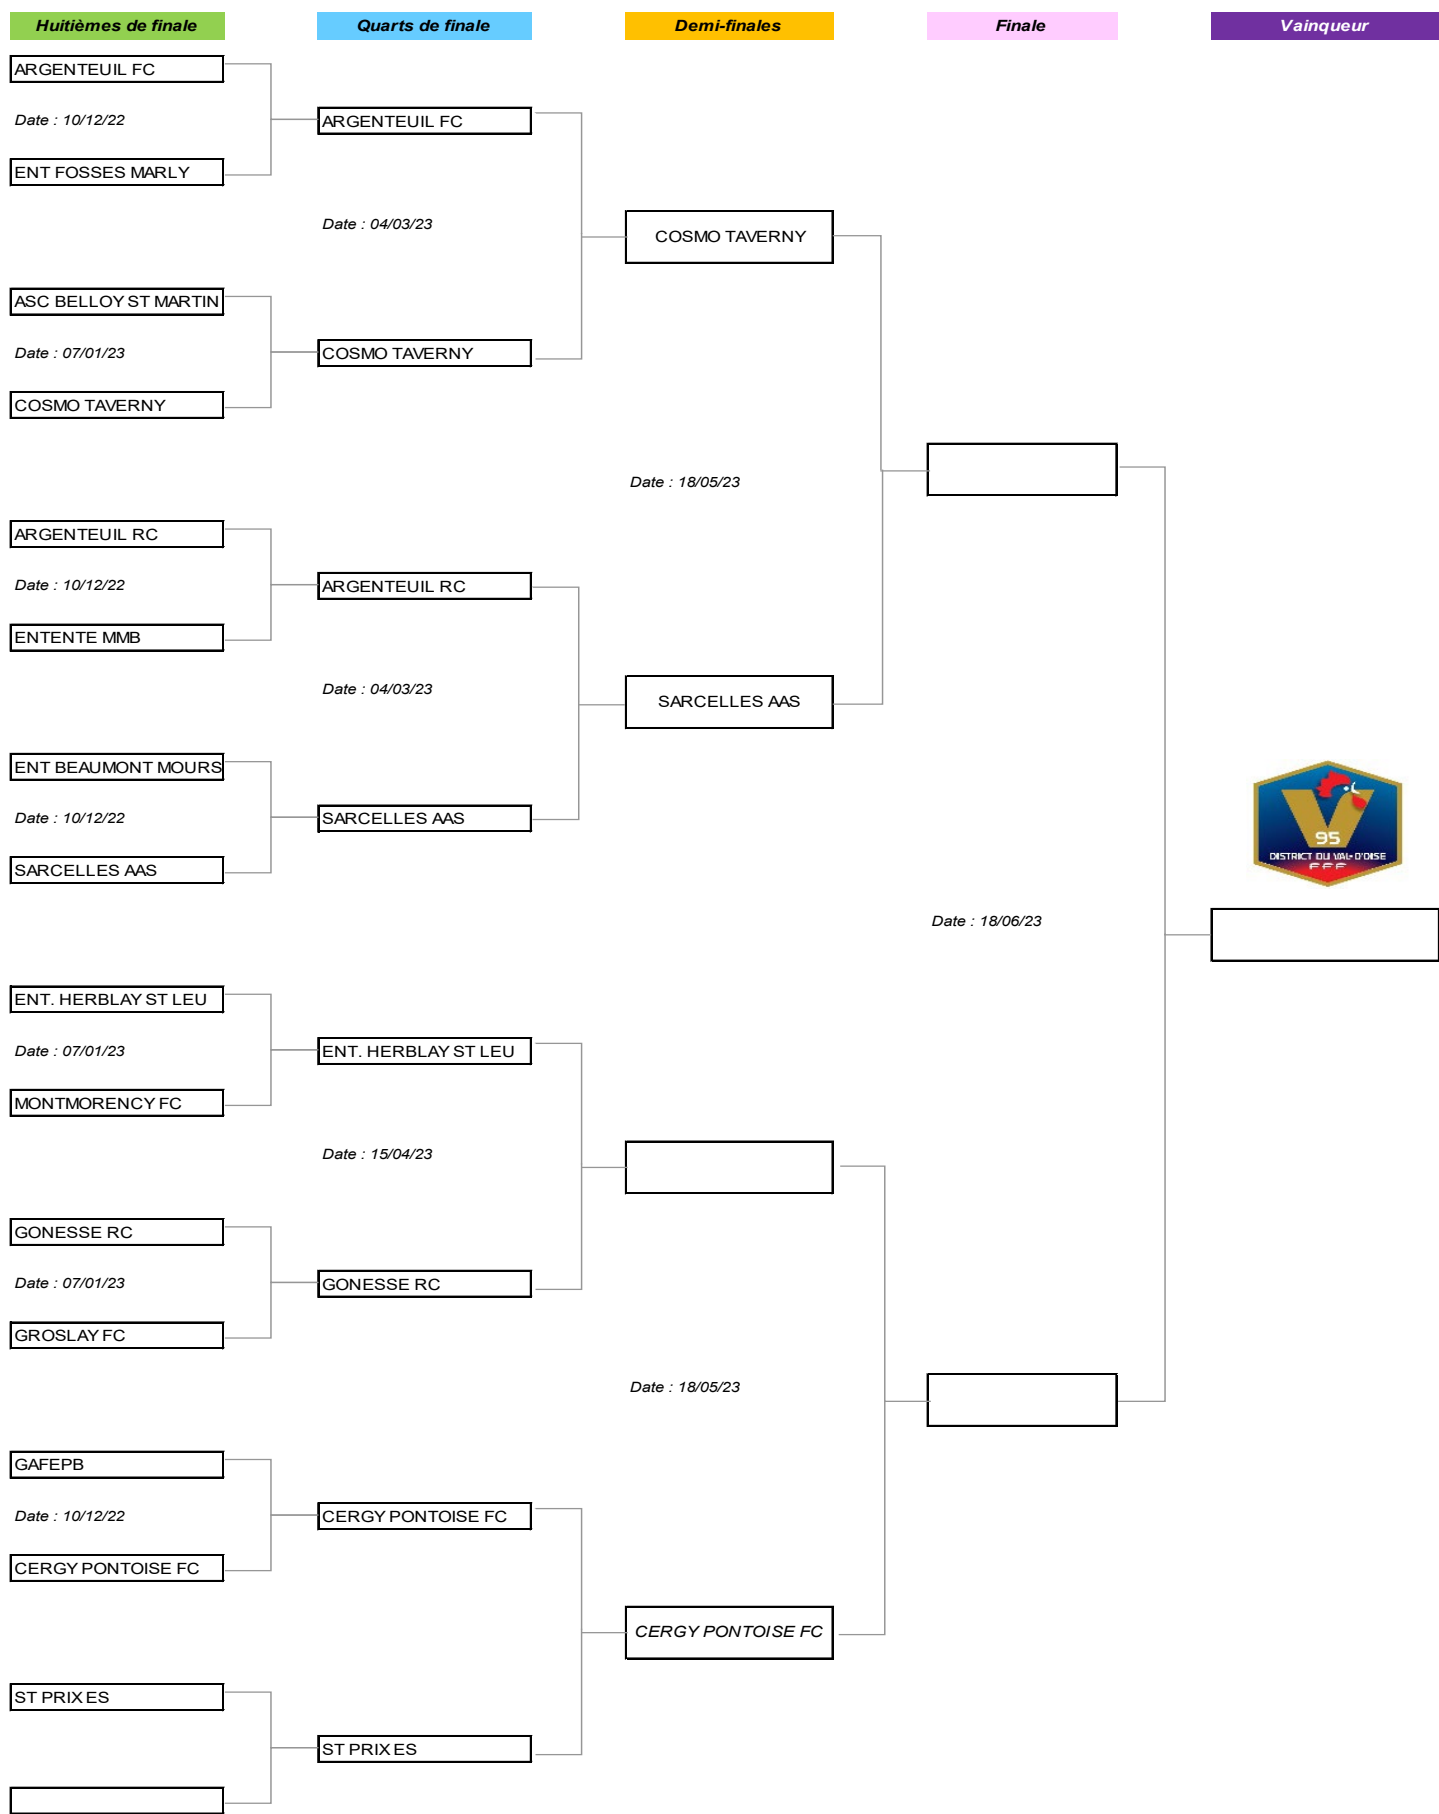 Huitièmes de finale
Quarts de finale
Demi-finales
Finale
Vainqueur
ARGENTEUIL FC
Date : 10/12/22
ARGENTEUIL FC
ENT FOSSES MARLY
Date : 04/03/23
COSMO TAVERNY
ASC BELLOY ST MARTIN
Date : 07/01/23
COSMO TAVERNY
COSMO TAVERNY
Date : 18/05/23
ARGENTEUIL RC
Date : 10/12/22
ARGENTEUIL RC
ENTENTE MMB
Date : 04/03/23
SARCELLES AAS
ENT BEAUMONT MOURS
Date : 10/12/22
SARCELLES AAS
SARCELLES AAS
95
DISTRICT DU VAL-D'OISE
FFF
Date : 18/06/23
ENT. HERBLAY ST LEU
Date : 07/01/23
ENT. HERBLAY ST LEU
MONTMORENCY FC
Date : 15/04/23
GONESSE RC
Date : 07/01/23
GONESSE RC
GROSLAY FC
Date : 18/05/23
GAFEPB
Date : 10/12/22
CERGY PONTOISE FC
CERGY PONTOISE FC
CERGY PONTOISE FC
ST PRIX ES
ST PRIX ES